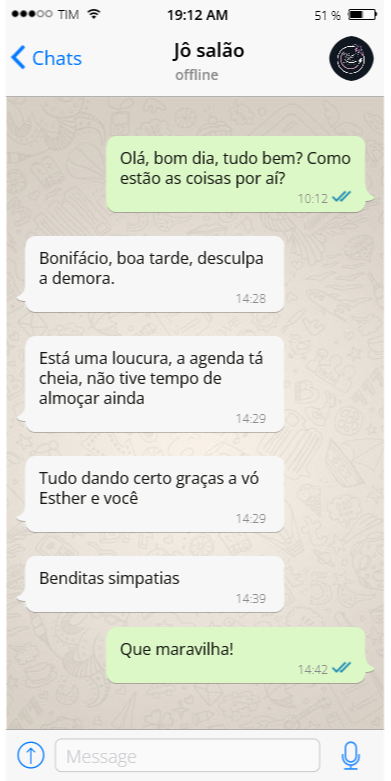 TIM 19:12 AM 51 %
Chats Jô salão
offline
Olá, bom dia, tudo bem? Como
estão as coisas por aí?
10:12
Bonifácio, boa tarde, desculpa
a demora.
14:28
Está uma loucura, a agenda tá
cheia, não tive tempo de
almoçar ainda
14:29
Tudo dando certo graças a vó
Esther e você
14:29
Benditas simpatias
14:39
Que maravilha!
14:42
Message